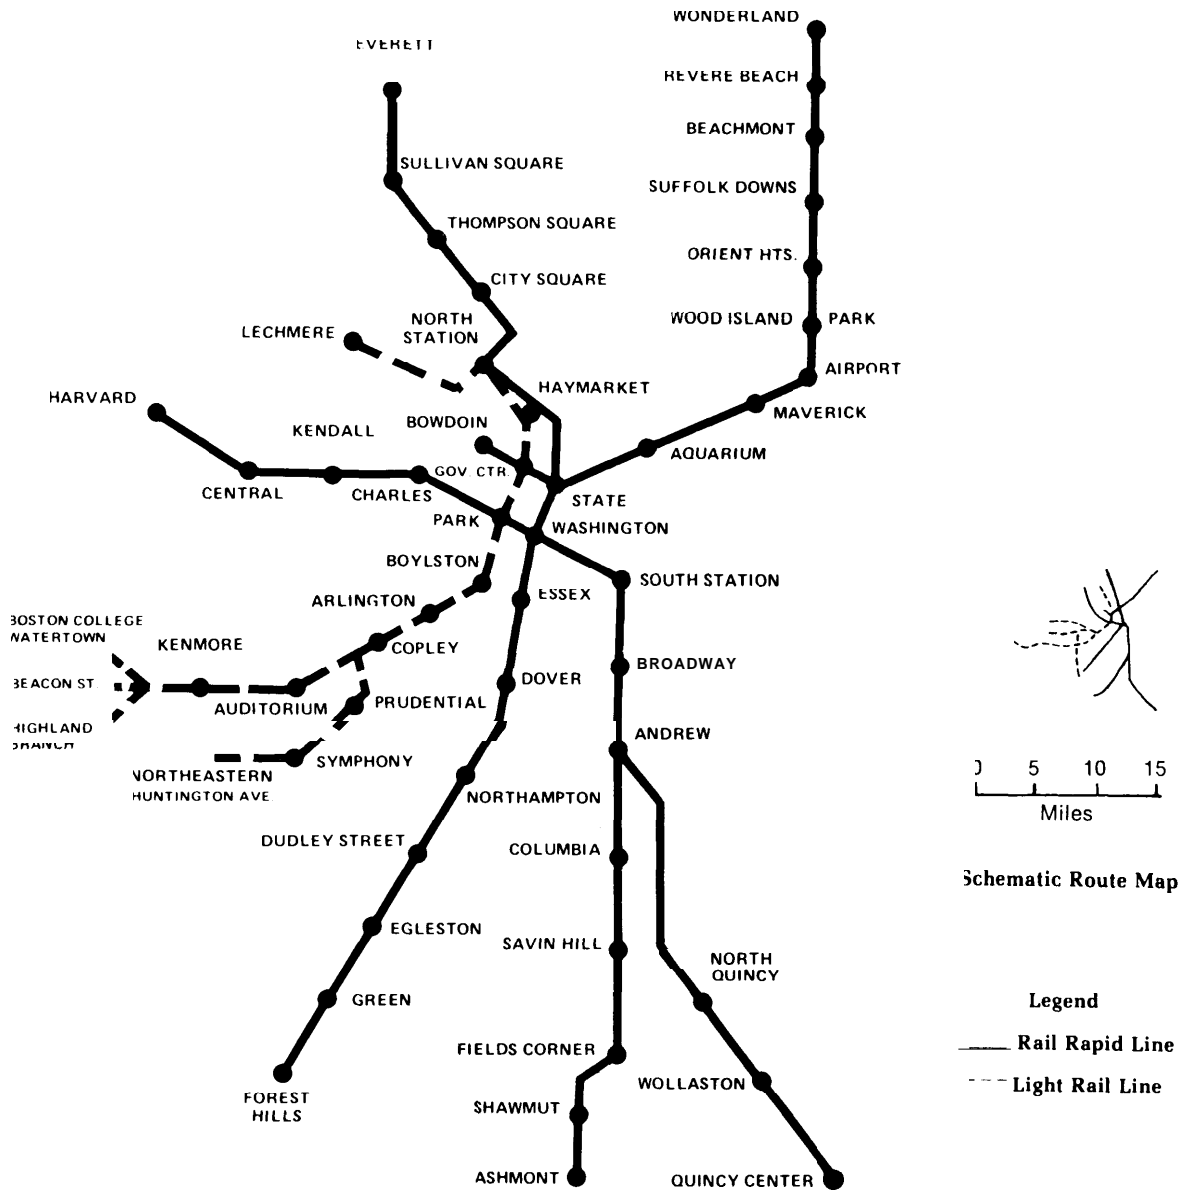 WONDERLAND
EVERETT
REVERE BEACH
BEACHMONT
SULLIVAN SQUARE
SUFFOLK DOWNS
THOMPSON SQUARE
ORIENT HTS.
CITY SQUARE
NORTH
STATION
WOOD ISLAND PARK
LECHMERE
AIRPORT
HAYMARKET
HARVARD
MAVERICK
BOWDOIN
KENDALL
AQUARIUM
GOV. CTR.
CENTRAL
CHARLES
STATE
PARK
WASHINGTON
BOYLSTON
SOUTH STATION
ESSEX
ARLINGTON
BOSTON COLLEGE
WATERTOWN
KENMORE
COPLEY
BROADWAY
DOVER
BEACON ST.
PRUDENTIAL
AUDITORIUM
HIGHLAND
BRANCH
ANDREW
SYMPHONY
NORTHEASTERN
HUNTINGTON AVE.
NORTHAMPTON
0 5 10 15
Miles
DUDLEY STREET
COLUMBIA
Schematic Route Map
EGLESTON
SAVIN HILL
NORTH
QUINCY
GREEN
Legend
Rail Rapid Line
FIELDS CORNER
WOLLASTON
Light Rail Line
FOREST
HILLS
SHAWMUT
ASHMONT
QUINCY CENTER